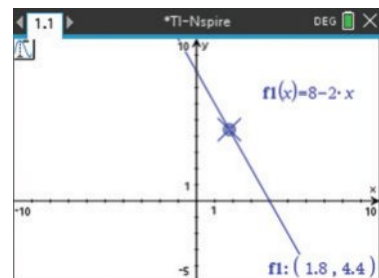 1.1 *TI-Nspire DEG
10 y
f1(x)=8-2·x
1
x
-10 1 10
-5 f1: ( 1.8 , 4.4 )